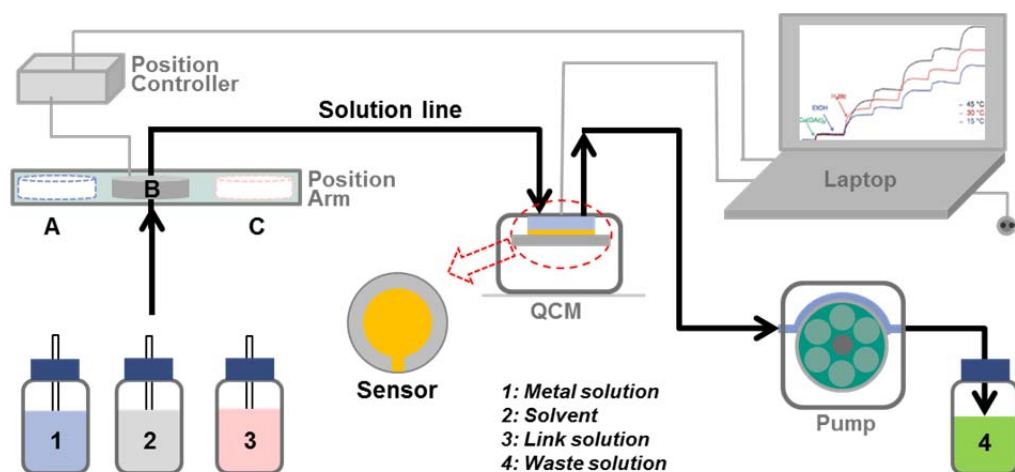 Position
Controller
Solution line
B
Position
Arm
A
C
Laptop
EtOH
45 °C
30 °C
15 °C
QCM
Sensor
Pump
1
2
3
1: Metal solution
2: Solvent
3: Link solution
4: Waste solution
4